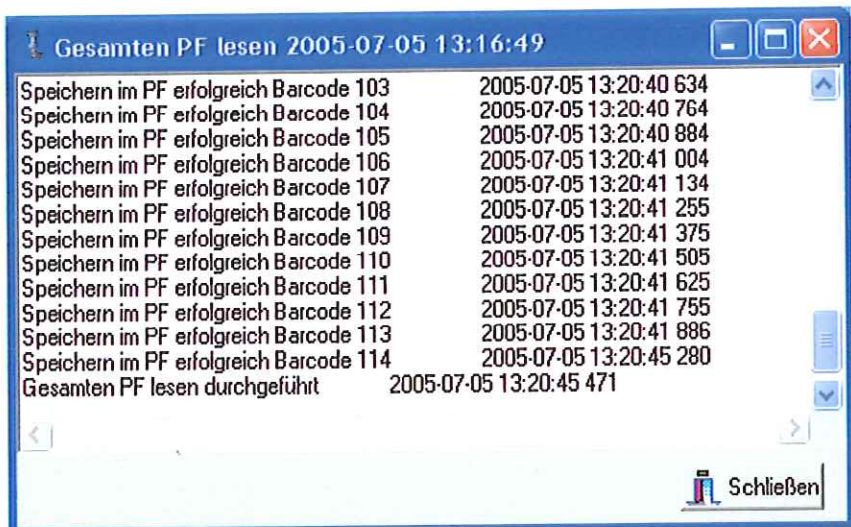 Gesamten PF lesen 2005-07-05 13:16:49
Speichern im PF erfolgreich Barcode 103 2005-07-05 13:20:40 634
Speichern im PF erfolgreich Barcode 104 2005-07-05 13:20:40 764
Speichern im PF erfolgreich Barcode 105 2005-07-05 13:20:40 884
Speichern im PF erfolgreich Barcode 106 2005-07-05 13:20:41 004
Speichern im PF erfolgreich Barcode 107 2005-07-05 13:20:41 134
Speichern im PF erfolgreich Barcode 108 2005-07-05 13:20:41 255
Speichern im PF erfolgreich Barcode 109 2005-07-05 13:20:41 375
Speichern im PF erfolgreich Barcode 110 2005-07-05 13:20:41 505
Speichern im PF erfolgreich Barcode 111 2005-07-05 13:20:41 625
Speichern im PF erfolgreich Barcode 112 2005-07-05 13:20:41 755
Speichern im PF erfolgreich Barcode 113 2005-07-05 13:20:41 886
Speichern im PF erfolgreich Barcode 114 2005-07-05 13:20:45 280
Gesamten PF lesen durchgeführt 2005-07-05 13:20:45 471
Schließen